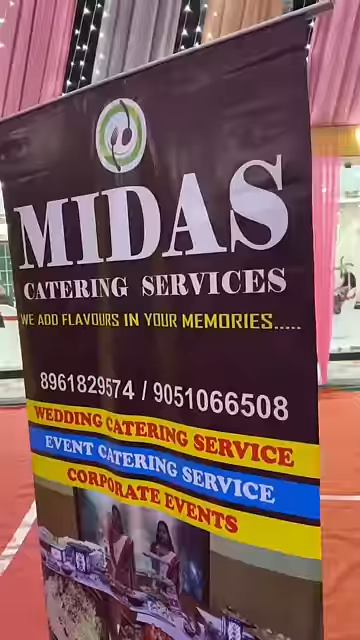 MIDAS
CATERING SERVICES
WE ADD FLAVOURS IN YOUR MEMORIES.....
8961829574 / 9051066508
WEDDING CATERING SERVICE
EVENT CATERING SERVICE
CORPORATE EVENTS